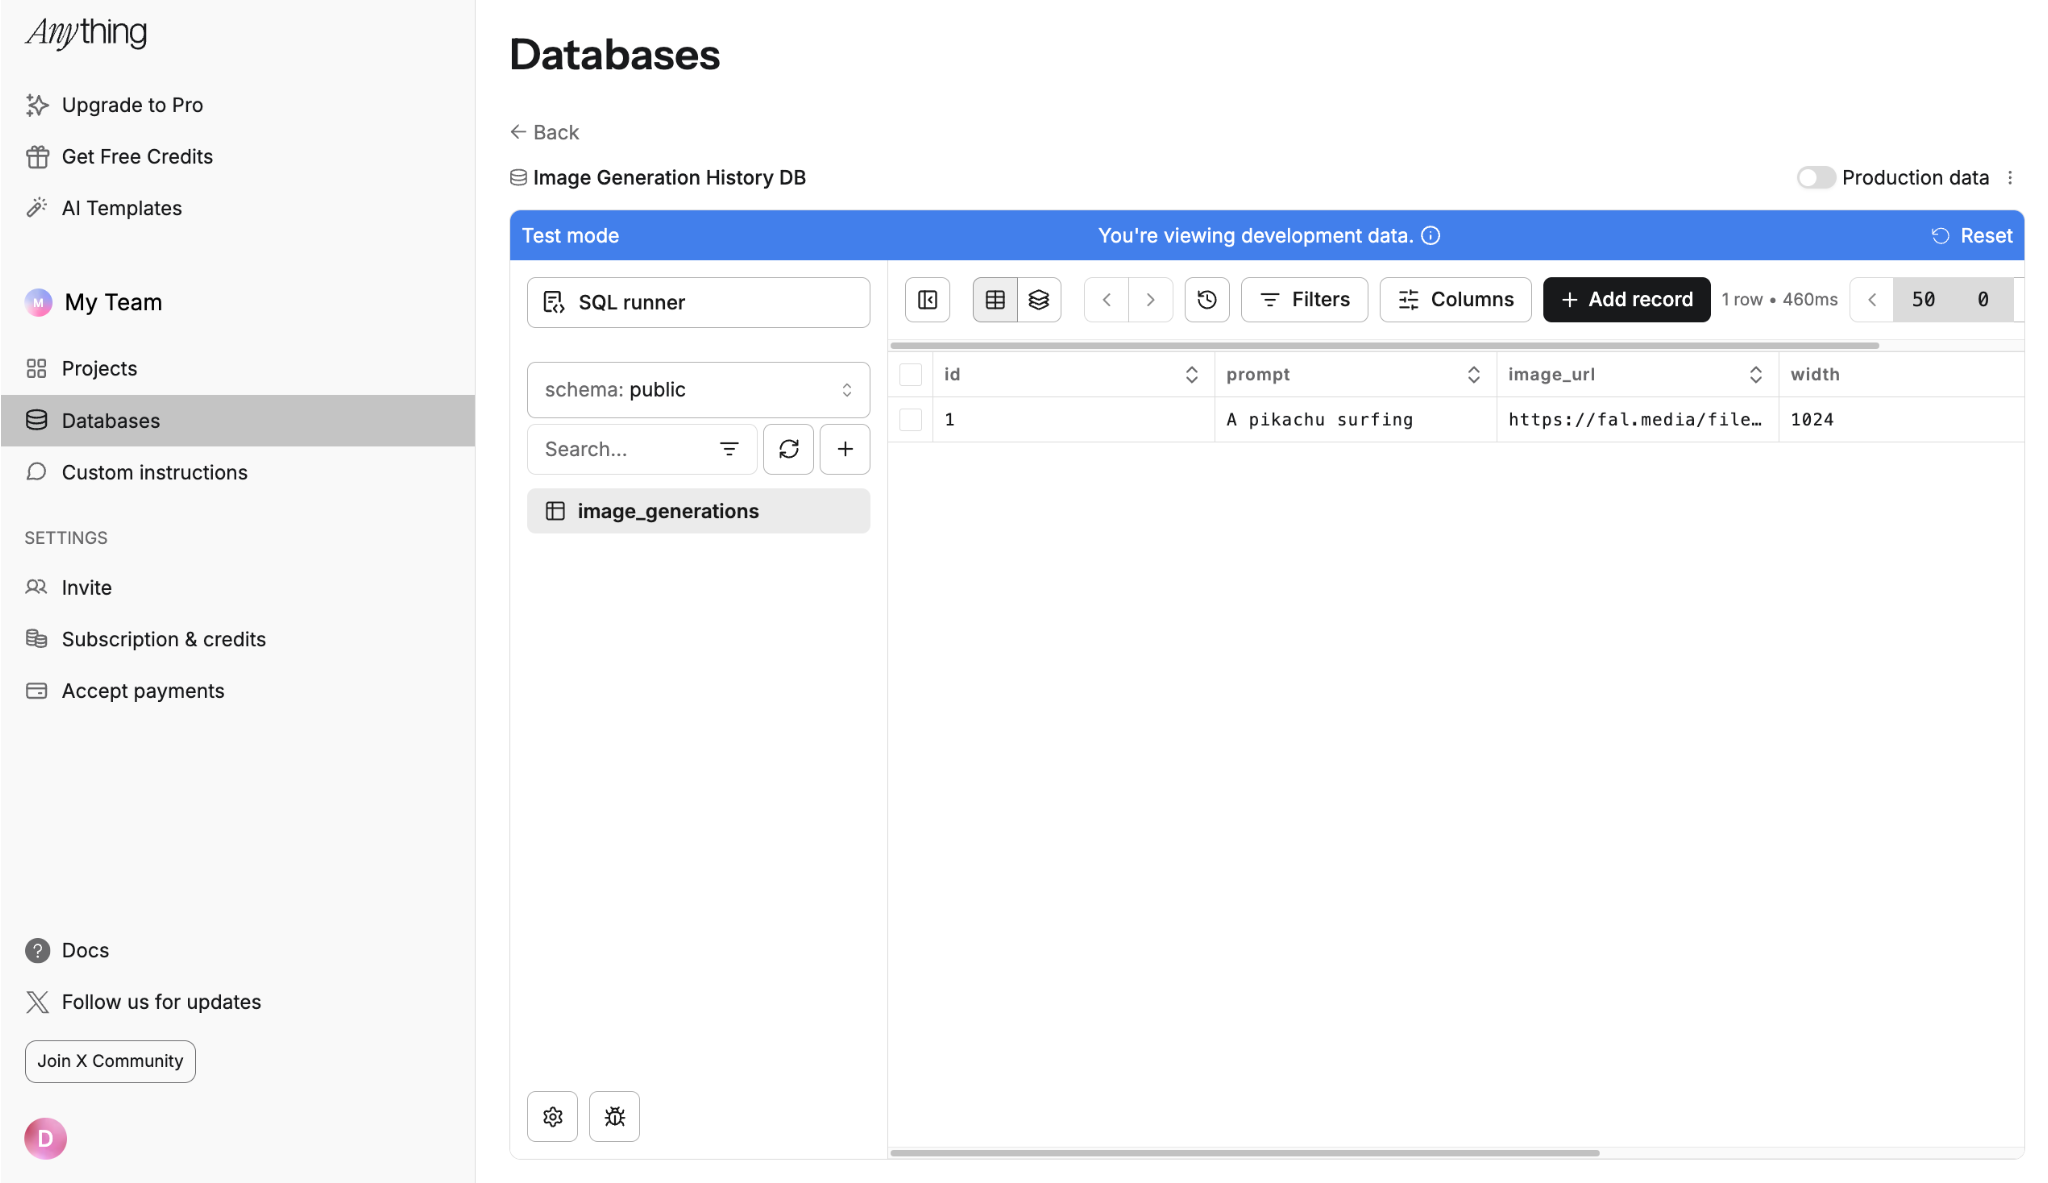 Anything
Upgrade to Pro
Get Free Credits
AI Templates
M My Team
Projects
Databases
Custom instructions
SETTINGS
Invite
Subscription & credits
Accept payments
? Docs
Follow us for updates
Join X Community
D
Databases
← Back
Image Generation History DB
Production data
Test mode
You're viewing development data.
Reset
SQL runner
schema: public
Search...
image_generations
Filters
Columns
+ Add record
1 row • 460ms
50 0
id prompt image_url width
1 A pikachu surfing https://fal.media/file… 1024